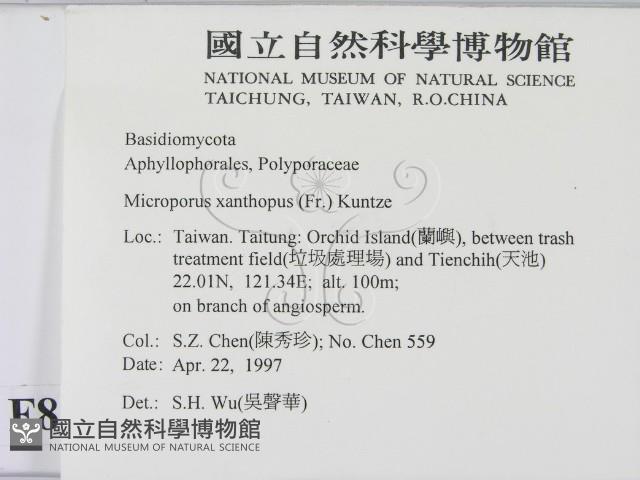 國立自然科學博物館
NATIONAL MUSEUM OF NATURAL SCIENCE
TAICHUNG, TAIWAN, R.O.CHINA
Basidiomycota
Aphyllophorales, Polyporaceae
Microporus xanthopus (Fr.) Kuntze
Loc.: Taiwan. Taitung: Orchid Island(蘭嶼), between trash
treatment field(垃圾處理場) and Tienchih(天池)
22.01N, 121.34E; alt. 100m;
on branch of angiosperm.
Col.: S.Z. Chen(陳秀珍); No. Chen 559
Date: Apr. 22, 1997
Det.: S.H. Wu(吳聲華)
F8
國立自然科學博物館
NATIONAL MUSEUM OF NATURAL SCIENCE